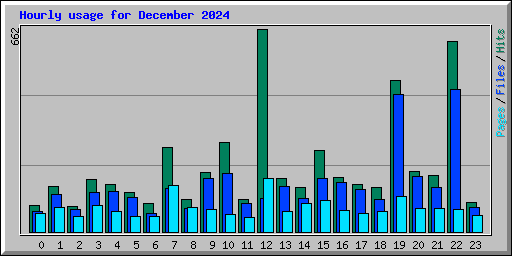 Hourly usage for December 2024
662
Pages / Files / Hits
0 1 2 3 4 5 6 7 8 9 10 11 12 13 14 15 16 17 18 19 20 21 22 23